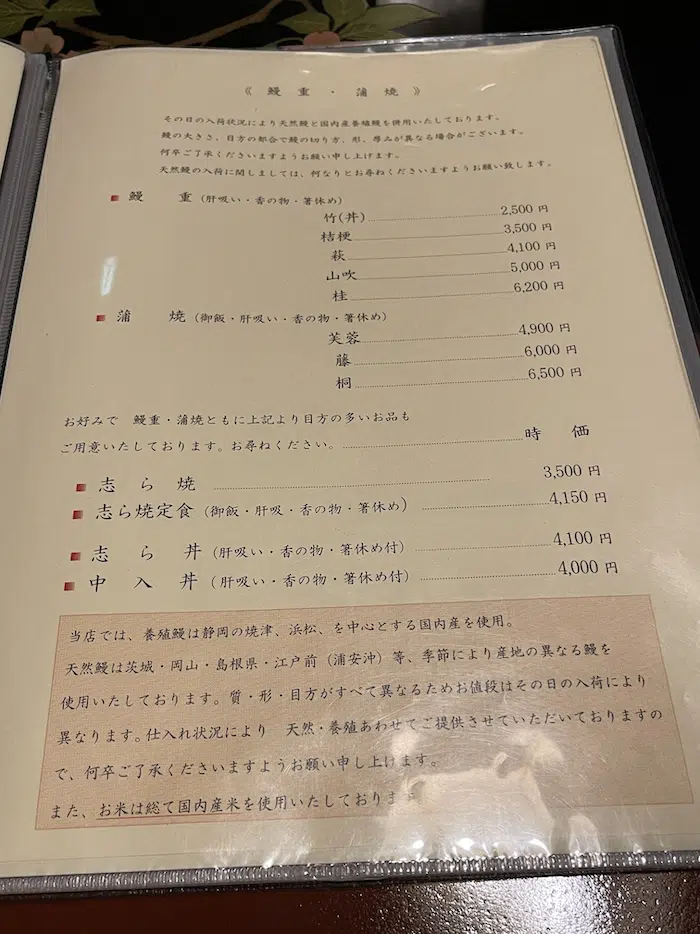 《 鰻 重 ・ 蒲 焼 》
その日の入荷状況により天然鰻と国内産養殖鰻を併用いたしております。
鰻の大きさ、目方の都合で鰻の切り方、形、厚みが異なる場合がございます。
何卒ご了承くださいますようお願い申し上げます。
天然鰻の入荷に関しましては、何なりとお尋ねくださいますようお願い致します。
鰻 重 (肝吸い・香の物・箸休め)
竹(丼) 2,500 円
桔梗 3,500 円
萩 4,100 円
山吹 5,000 円
桂 6,200 円
蒲 焼 (御飯・肝吸い・香の物・箸休め)
芙蓉 4,900 円
藤 6,000 円
桐 6,500 円
お好みで 鰻重・蒲焼ともに上記より目方の多いお品も
ご用意いたしております。お尋ねください。 時 価
志 ら 焼 3,500 円
志ら焼定食 (御飯・肝吸・香の物・箸休め) 4,150 円
志 ら 丼 (肝吸い・香の物・箸休め付) 4,100 円
中 入 丼 (肝吸い・香の物・箸休め付) 4,000 円
当店では、養殖鰻は静岡の焼津、浜松、を中心とする国内産を使用。
天然鰻は茨城・岡山・島根県・江戸前（浦安沖）等、季節により産地の異なる鰻を
使用いたしております。質・形・目方がすべて異なるためお値段はその日の入荷により
異なります。仕入れ状況により 天然・養殖あわせてご提供させていただいておりますの
で、何卒ご了承くださいますようお願い申し上げます。
また、お米は総て国内産米を使用いたしております